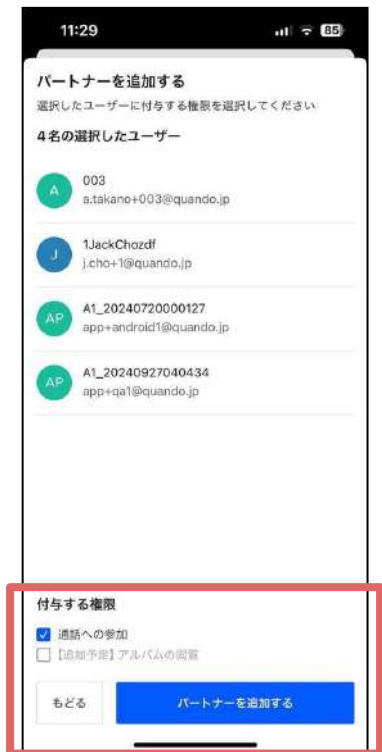 11:29
85
パートナーを追加する
選択したユーザーに付与する権限を選択してください
4名の選択したユーザー
A
003
a.takano+003@quando.jp
J
1JackChozdf
j.cho+1@quando.jp
AP
A1_20240720000127
app+android1@quando.jp
AP
A1_20240927040434
app+qa1@quando.jp
付与する権限
通話への参加
【追加予定】アルバムの閲覧
もどる
パートナーを追加する